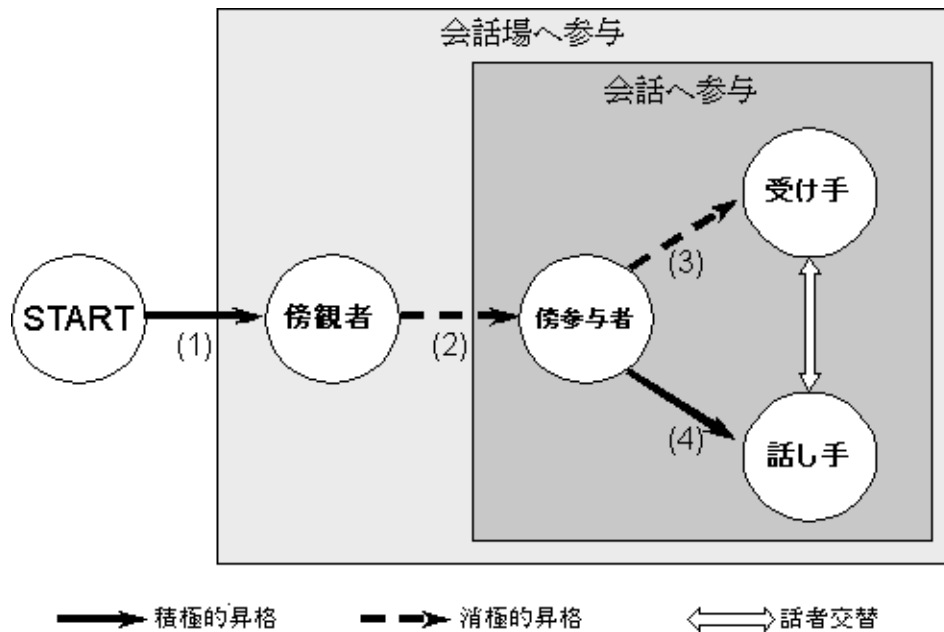 会話場へ参与
会話へ参与
受け手
(3)
START
傍観者
傍参与者
(1)
(2)
(4)
話し手
積極的昇格
消極的昇格
話者交替